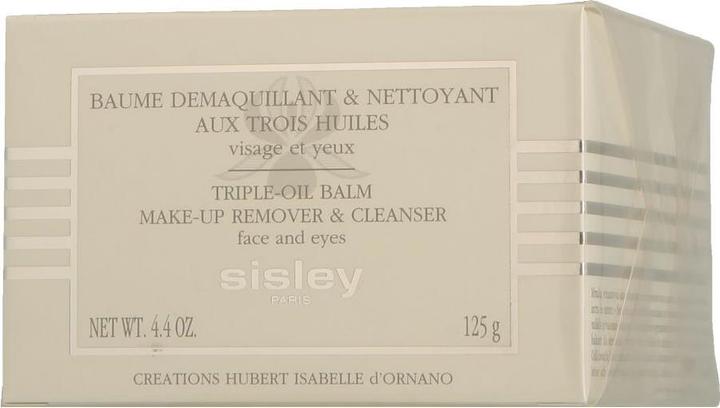 BAUME DEMAQUILLANT & NETTOYANT
AUX TROIS HUILES
visage et yeux
TRIPLE-OIL BALM
MAKE-UP REMOVER & CLEANSER
face and eyes
sisley
PARIS
NET WT. 4.4 OZ.
125 g
CREATIONS HUBERT ISABELLE d'ORNANO